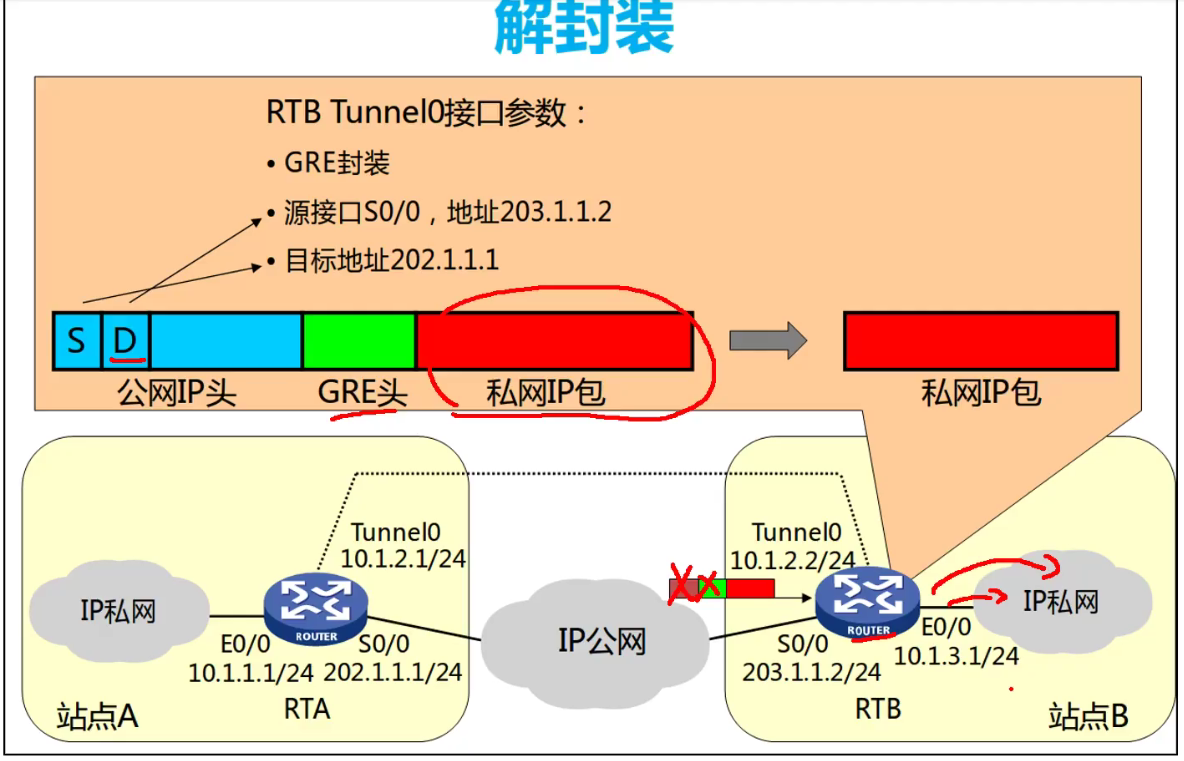 解封装
RTB Tunnel0接口参数：
• GRE封装
• 源接口S0/0，地址203.1.1.2
• 目标地址202.1.1.1
S D
公网IP头 GRE头 私网IP包 私网IP包
Tunnel0
10.1.2.1/24
Tunnel0
10.1.2.2/24
IP私网
ROUTER
E0/0
10.1.1.1/24
S0/0
202.1.1.1/24
RTA
站点A
IP公网
ROUTER
S0/0
203.1.1.2/24
E0/0
10.1.3.1/24
RTB
IP私网
站点B